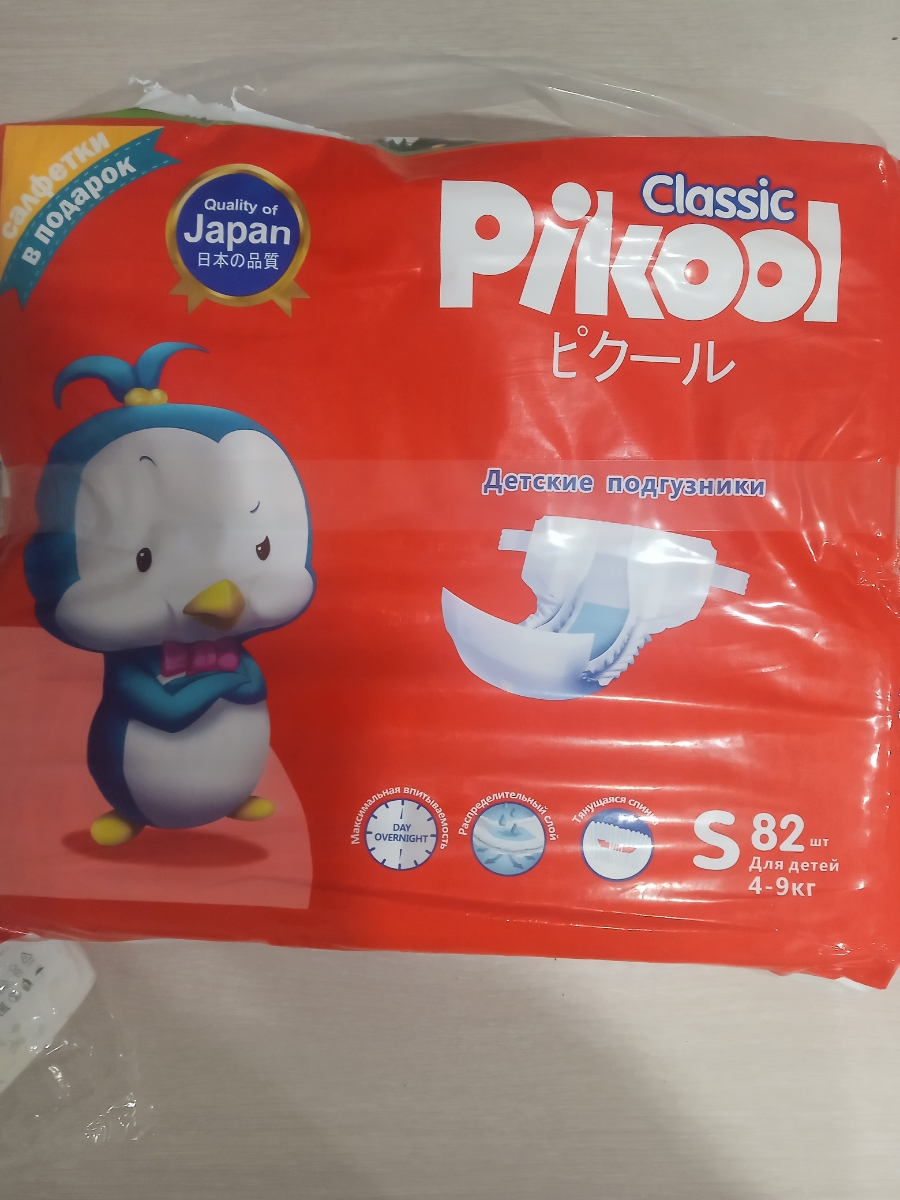 салфетки
в подарок
Quality of
Japan
日本の品質
Classic
Pikool
ピクール
Детские подгузники
Максимальная впитываемость
DAY
OVERNIGHT
Распределительный слой
Тянущаяся
S 82 шт
Для детей
4-9кг